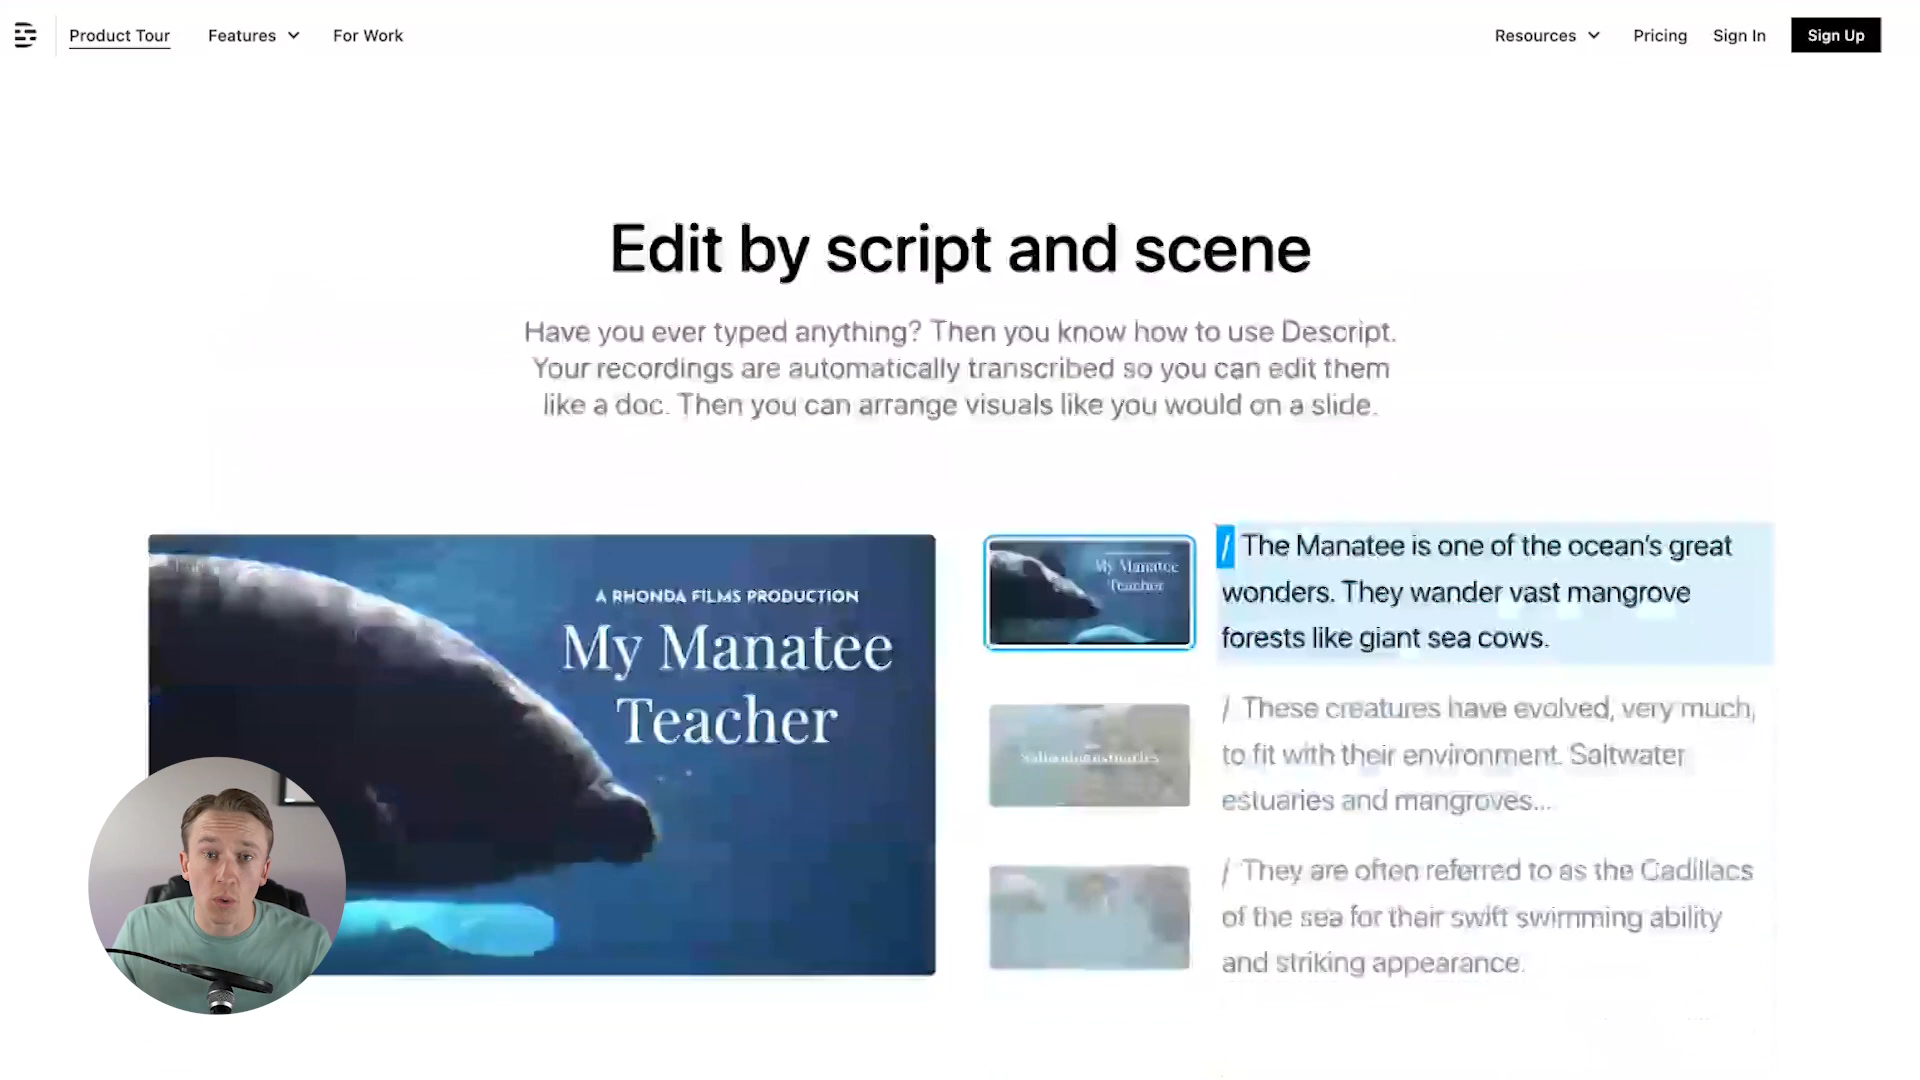 Product Tour
Features
For Work
Resources
Pricing
Sign In
Sign Up
Edit by script and scene
Have you ever typed anything? Then you know how to use Descript.
Your recordings are automatically transcribed so you can edit them
like a doc. Then you can arrange visuals like you would on a slide.
A RHONDA FILMS PRODUCTION
My Manatee
Teacher
My Manatee
Teacher
/ The Manatee is one of the ocean's great
wonders. They wander vast mangrove
forests like giant sea cows.
/ These creatures have evolved, very much,
to fit with their environment. Saltwater
estuaries and mangroves...
/ They are often referred to as the Cadillacs
of the sea for their swift swimming ability
and striking appearance.